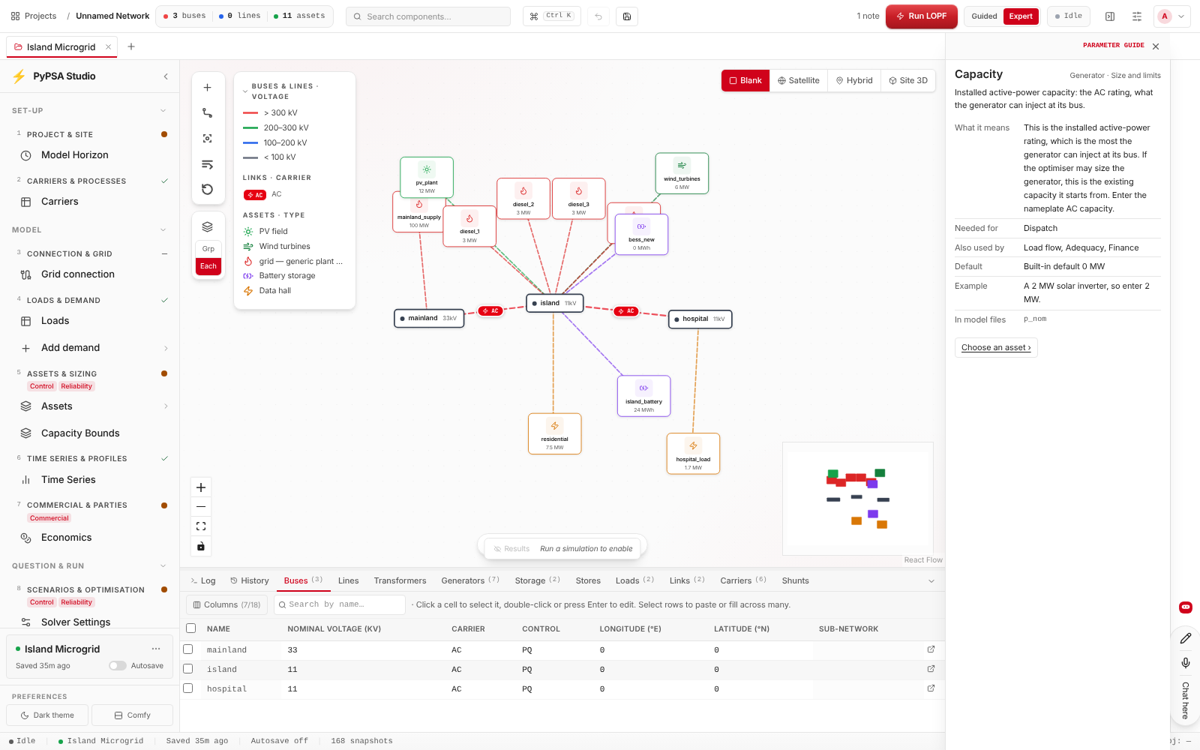 Projects / Unnamed Network
3 buses 0 lines 11 assets
Search components...
⌘ Ctrl K
1 note
Run LOPF
Guided Expert
Idle
A
Island Microgrid × +
PyPSA Studio
SET-UP
1 PROJECT & SITE
Model Horizon
2 CARRIERS & PROCESSES
Carriers
MODEL
3 CONNECTION & GRID
Grid connection
4 LOADS & DEMAND
Loads
Add demand
5 ASSETS & SIZING
Control Reliability
Assets
Capacity Bounds
6 TIME SERIES & PROFILES
Time Series
7 COMMERCIAL & PARTIES
Commercial
Economics
QUESTION & RUN
8 SCENARIOS & OPTIMISATION
Control Reliability
Solver Settings
Island Microgrid ...
Saved 35m ago Autosave
PREFERENCES
Dark theme Comfy
Grp
Each
BUSES & LINES · VOLTAGE
> 300 kV
200–300 kV
100–200 kV
< 100 kV
LINKS · CARRIER
AC AC
ASSETS · TYPE
PV field
Wind turbines
grid — generic plant ...
Battery storage
Data hall
Blank Satellite Hybrid Site 3D
pv_plant
12 MW
mainland_supply
100 MW
diesel_1
3 MW
diesel_2
3 MW
diesel_3
3 MW
wind_turbines
6 MW
bess_new
0 MWh
mainland 33kV
AC
island 11kV
AC
hospital 11kV
island_battery
24 MWh
residential
7.5 MW
hospital_load
1.7 MW
Results Run a simulation to enable
React Flow
Log History Buses (3) Lines Transformers Generators (7) Storage (2) Stores Loads (2) Links (2) Carriers (6) Shunts
Columns (7/18) Search by name… · Click a cell to select it, double-click or press Enter to edit. Select rows to paste or fill across many.
NAME NOMINAL VOLTAGE (KV) CARRIER CONTROL LONGITUDE (°E) LATITUDE (°N) SUB-NETWORK
mainland 33 AC PQ 0 0
island 11 AC PQ 0 0
hospital 11 AC PQ 0 0
PARAMETER GUIDE
Capacity
Generator · Size and limits
Installed active-power capacity: the AC rating, what
the generator can inject at its bus.
What it means This is the installed active-power
rating, which is the most the
generator can inject at its bus. If
the optimiser may size the
generator, this is the existing
capacity it starts from. Enter the
nameplate AC capacity.
Needed for Dispatch
Also used by Load flow, Adequacy, Finance
Default Built-in default 0 MW
Example A 2 MW solar inverter, so enter 2
MW.
In model files p_nom
Choose an asset ›
Chat here
Idle Island Microgrid Saved 35m ago Autosave off 168 snapshots